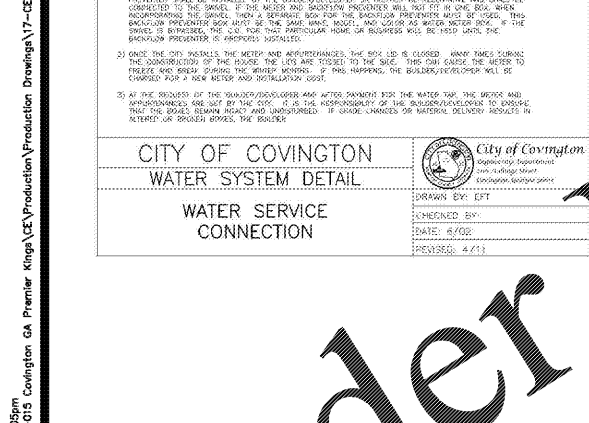 CONNECTED TO THE SWIVEL. IF THE METER AND BACKFLOW PREVENTER WILL NOT FIT IN ONE BOX WHEN
INCORPORATING THE SWIVEL, THEN A SEPARATE BOX FOR THE BACKFLOW PREVENTER MUST BE USED. THIS
BACKFLOW PREVENTER BOX MUST BE THE SAME MAKE, MODEL, AND COLOR AS WATER METER BOX. IF THE
SWIVEL IS BYPASSED, THE C.O. FOR THAT PARTICULAR HOME OR BUSINESS WILL BE HELD UNTIL THE
BACKFLOW PREVENTER IS PROPERLY INSTALLED.
2) ONCE THE CITY INSTALLS THE METER AND APPURTENANCES, THE BOX LID IS CLOSED. MANY TIMES DURING
THE CONSTRUCTION OF THE HOUSE THE LIDS ARE TOSSED TO THE SIDE. THIS CAN CAUSE THE METER TO
FREEZE AND BREAK DURING THE WINTER MONTHS. IF THIS HAPPENS, THE BUILDER/DEVELOPER WILL BE
CHARGED FOR A NEW METER AND INSTALLATION COST.
3) AT THE REQUEST OF THE BUILDER/DEVELOPER AND AFTER PAYMENT FOR THE WATER TAP, THE METER AND
APPURTENANCES ARE SET BY THE CITY. IT IS THE RESPONSIBILITY OF THE BUILDER/DEVELOPER TO ENSURE
THAT THE BOXES REMAIN INTACT AND UNDISTURBED. IF GRADE CHANGES OR MATERIAL DELIVERY RESULTS IN
ALTERED OR BROKEN BOXES, THE BUILDER
CITY OF COVINGTON
WATER SYSTEM DETAIL
WATER SERVICE
CONNECTION
City of Covington
Engineering Department
DRAWN BY: EFT
CHECKED BY:
DATE: 6/02
REVISED: 4/11
der
5pm
-015 Covington GA Premier Kings\CE\Production\Production Drawings\17-CE